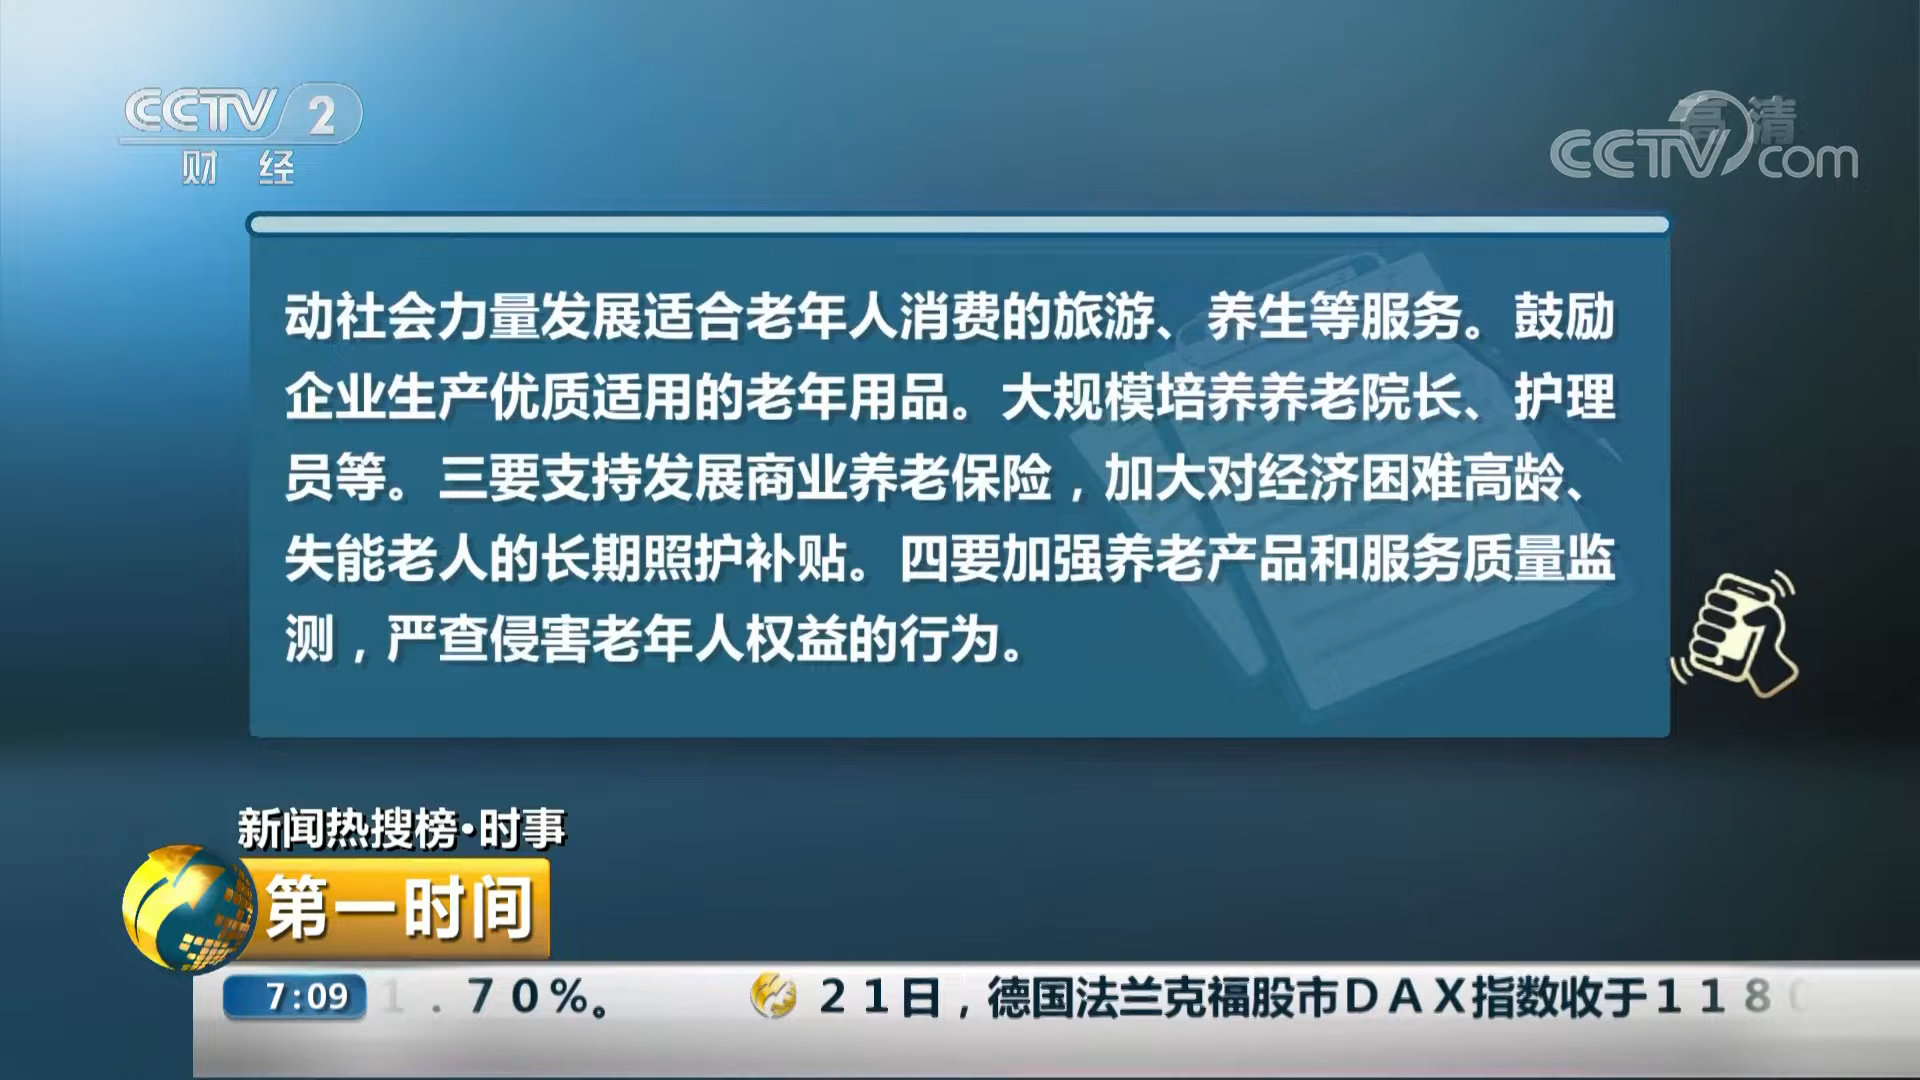 CCTV 2
财 经
高清
CCTV.com
动社会力量发展适合老年人消费的旅游、养生等服务。鼓励
企业生产优质适用的老年用品。大规模培养养老院长、护理
员等。三要支持发展商业养老保险，加大对经济困难高龄、
失能老人的长期照护补贴。四要加强养老产品和服务质量监
测，严查侵害老年人权益的行为。
新闻热搜榜·时事
第一时间
7:09
1.70%。 21日，德国法兰克福股市DAX指数收于118